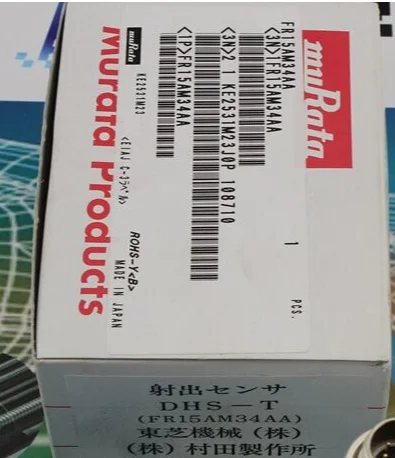 muRata
FR15AM34AA
<3N>1FR15AM34AA
1 PCS.
<3N>2 1 KE2531M23J0P 108710
<1P>FR15AM34AA
muRata
KE2531M23
<EIAJ C-3ラベル>
ROHS-Y<B>
MADE IN JAPAN
Murata Products
射出センサ
DHS-T
(FR15AM34AA)
東芝機械(株)
(株)村田製作所